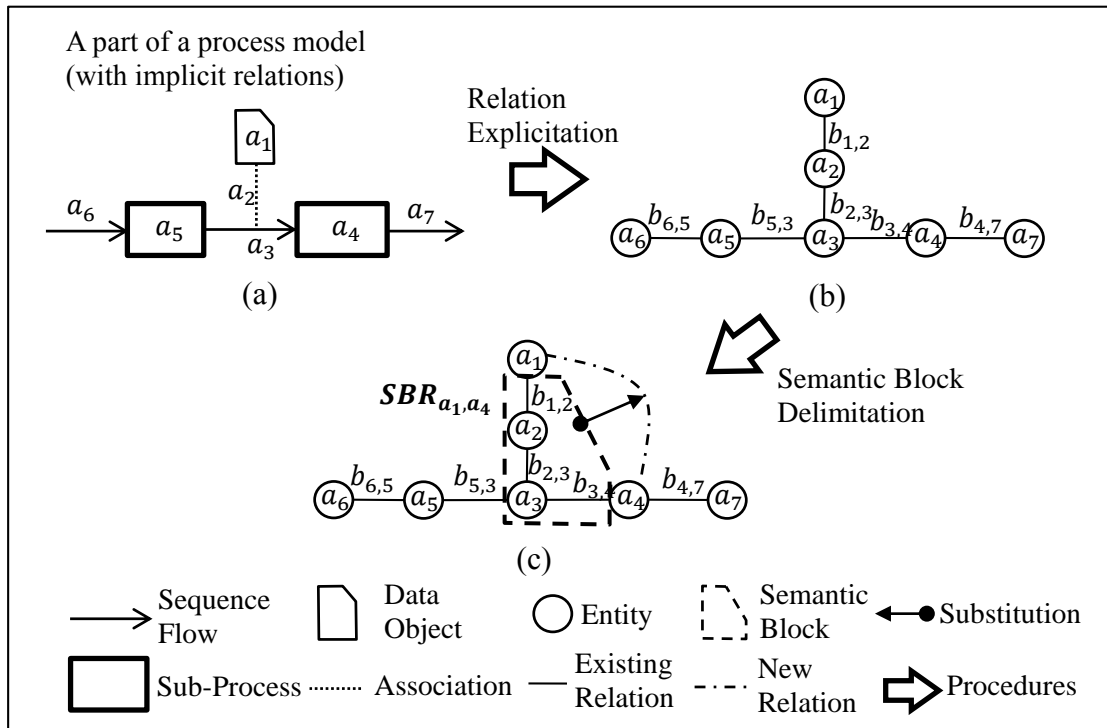 A part of a process model
(with implicit relations)
a₁
a₂
a₆
a₅
a₃
a₄
a₇
(a)
Relation
Explicitation
a₁
b₁,₂
a₂
b₂,₃
a₆ b₆,₅ a₅ b₅,₃ a₃ b₃,₄ a₄ b₄,₇ a₇
(b)
Semantic Block
Delimitation
SBR a₁,a₄
a₁
b₁,₂
a₂
b₂,₃
a₆ b₆,₅ a₅ b₅,₃ a₃ b₃,₄ a₄ b₄,₇ a₇
(c)
Sequence
Flow
Data
Object
Entity
Semantic
Block
Substitution
Sub-Process
Association
Existing
Relation
New
Relation
Procedures